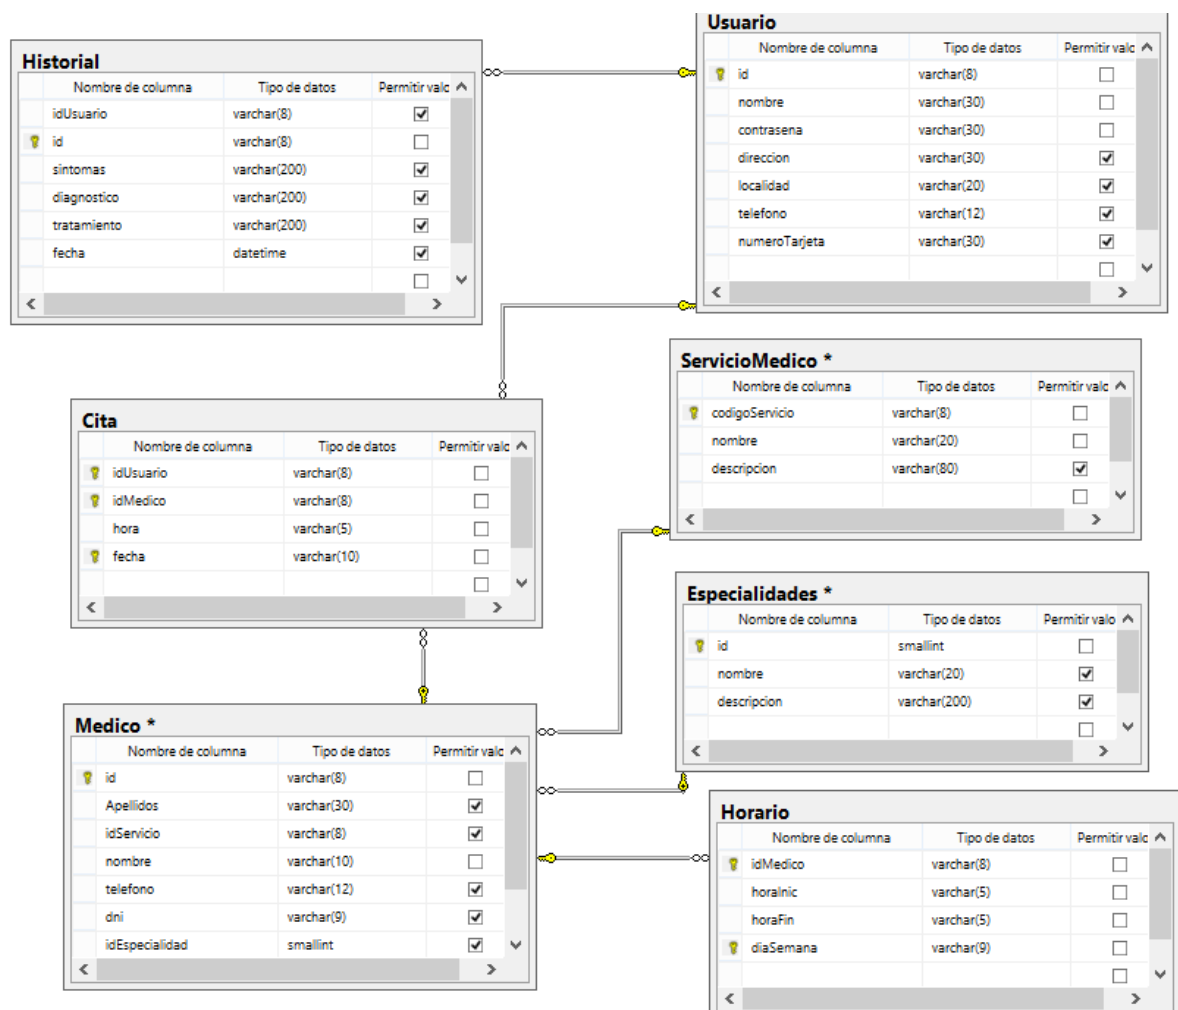 Historial
Nombre de columna Tipo de datos Permitir valc
idUsuario varchar(8)
id varchar(8)
sintomas varchar(200)
diagnostico varchar(200)
tratamiento varchar(200)
fecha datetime
Usuario
Nombre de columna Tipo de datos Permitir valc
id varchar(8)
nombre varchar(30)
contrasena varchar(30)
direccion varchar(30)
localidad varchar(20)
telefono varchar(12)
numeroTarjeta varchar(30)
ServicioMedico *
Nombre de columna Tipo de datos Permitir valc
codigoServicio varchar(8)
nombre varchar(20)
descripcion varchar(80)
Cita
Nombre de columna Tipo de datos Permitir valc
idUsuario varchar(8)
idMedico varchar(8)
hora varchar(5)
fecha varchar(10)
Especialidades *
Nombre de columna Tipo de datos Permitir valo
id smallint
nombre varchar(20)
descripcion varchar(200)
Medico *
Nombre de columna Tipo de datos Permitir valc
id varchar(8)
Apellidos varchar(30)
idServicio varchar(8)
nombre varchar(10)
telefono varchar(12)
dni varchar(9)
idEspecialidad smallint
Horario
Nombre de columna Tipo de datos Permitir valc
idMedico varchar(8)
horaInic varchar(5)
horaFin varchar(5)
diaSemana varchar(9)